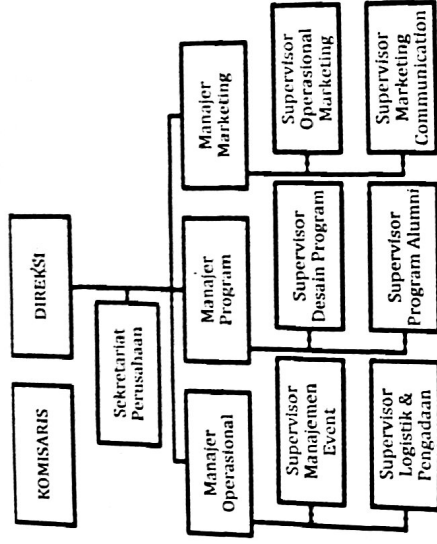 KOMISARIS
DIREKSI
Sekretariat
Perusahaan
Manajer
Operasional
Manajer
Program
Manajer
Marketing
Supervisor
Manajemen
Event
Supervisor
Desain Program
Supervisor
Operasional
Marketing
Supervisor
Logistik &
Pengadaan
Supervisor
Program Alumni
Supervisor
Marketing
Communication